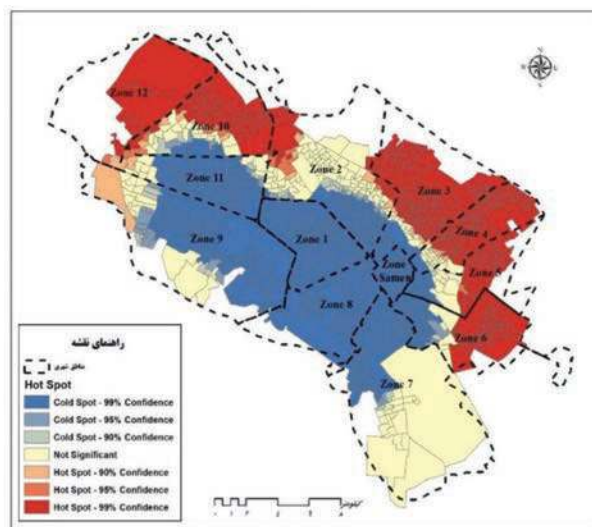 Zone 12
Zone 10
Zone 2
Zone 11
Zone 3
Zone 4
Zone 9
Zone 1
Zone
Samen
Zone 5
Zone 8
Zone 6
Zone 7
راهنمای نقشه
مناطق شهری
Hot Spot
Cold Spot - 99% Confidence
Cold Spot - 95% Confidence
Cold Spot - 90% Confidence
Not Significant
Hot Spot - 90% Confidence
Hot Spot - 95% Confidence
Hot Spot - 99% Confidence
کیلومتر